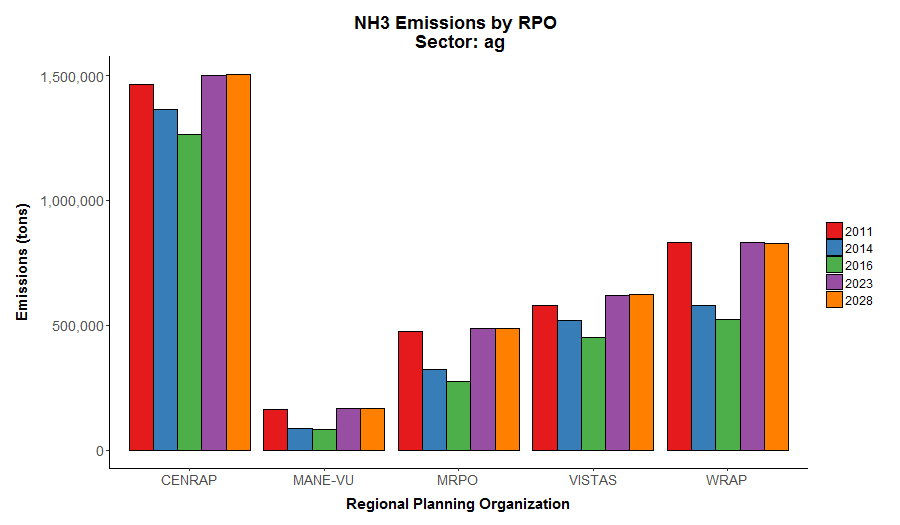 NH3 Emissions by RPO
Sector: ag
Emissions (tons)
1,500,000
1,000,000
500,000
0
CENRAP
MANE-VU
MRPO
VISTAS
WRAP
Regional Planning Organization
2011
2014
2016
2023
2028